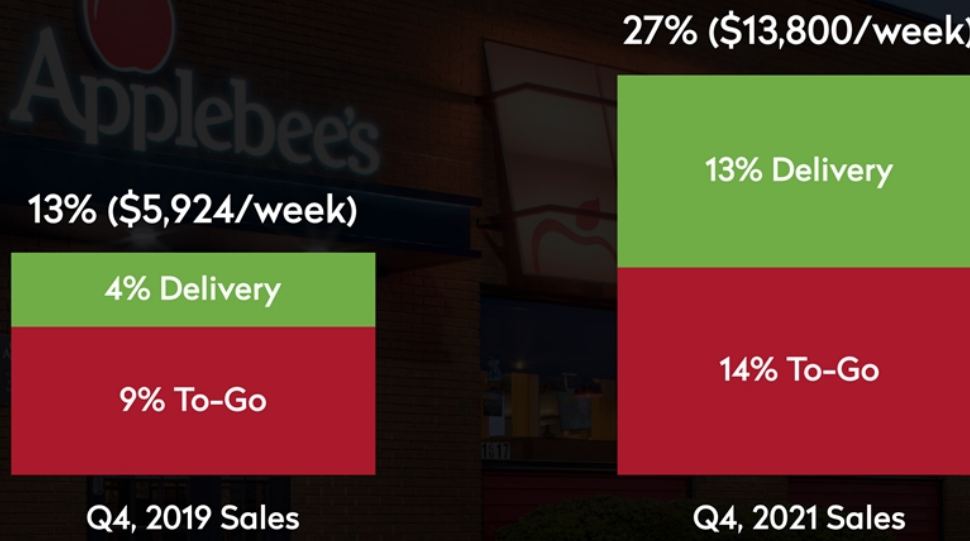 Applebee's
27% ($13,800/week)
13% ($5,924/week)
13% Delivery
4% Delivery
14% To-Go
9% To-Go
1617
Q4, 2019 Sales
Q4, 2021 Sales